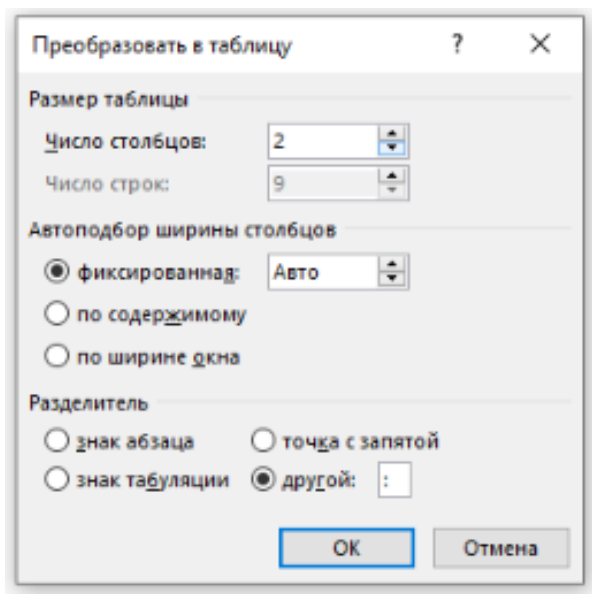 Преобразовать в таблицу ? ×
Размер таблицы
Число столбцов: 2
Число строк: 9
Автоподбор ширины столбцов
фиксированная: Авто
по содержимому
по ширине окна
Разделитель
знак абзаца точка с запятой
знак табуляции другой: :
ОК Отмена